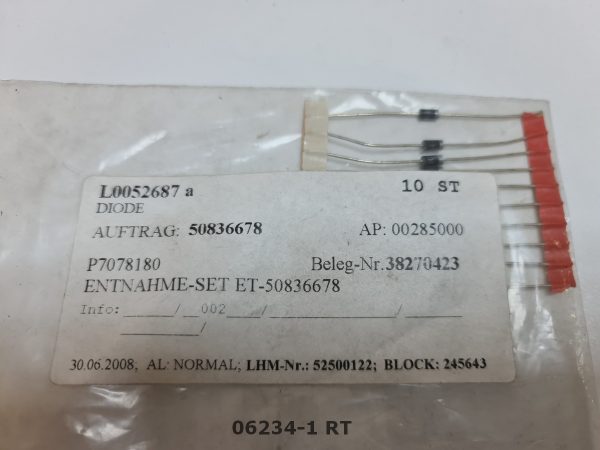 L0052687 a 10 ST
DIODE
AUFTRAG: 50836678 AP: 00285000
P7078180 Beleg-Nr.38270423
ENTNAHME-SET ET-50836678
Info:______/__002____/______________/______
________/
30.06.2008; AL: NORMAL; LHM-Nr.: 52500122; BLOCK: 245643
06234-1 RT